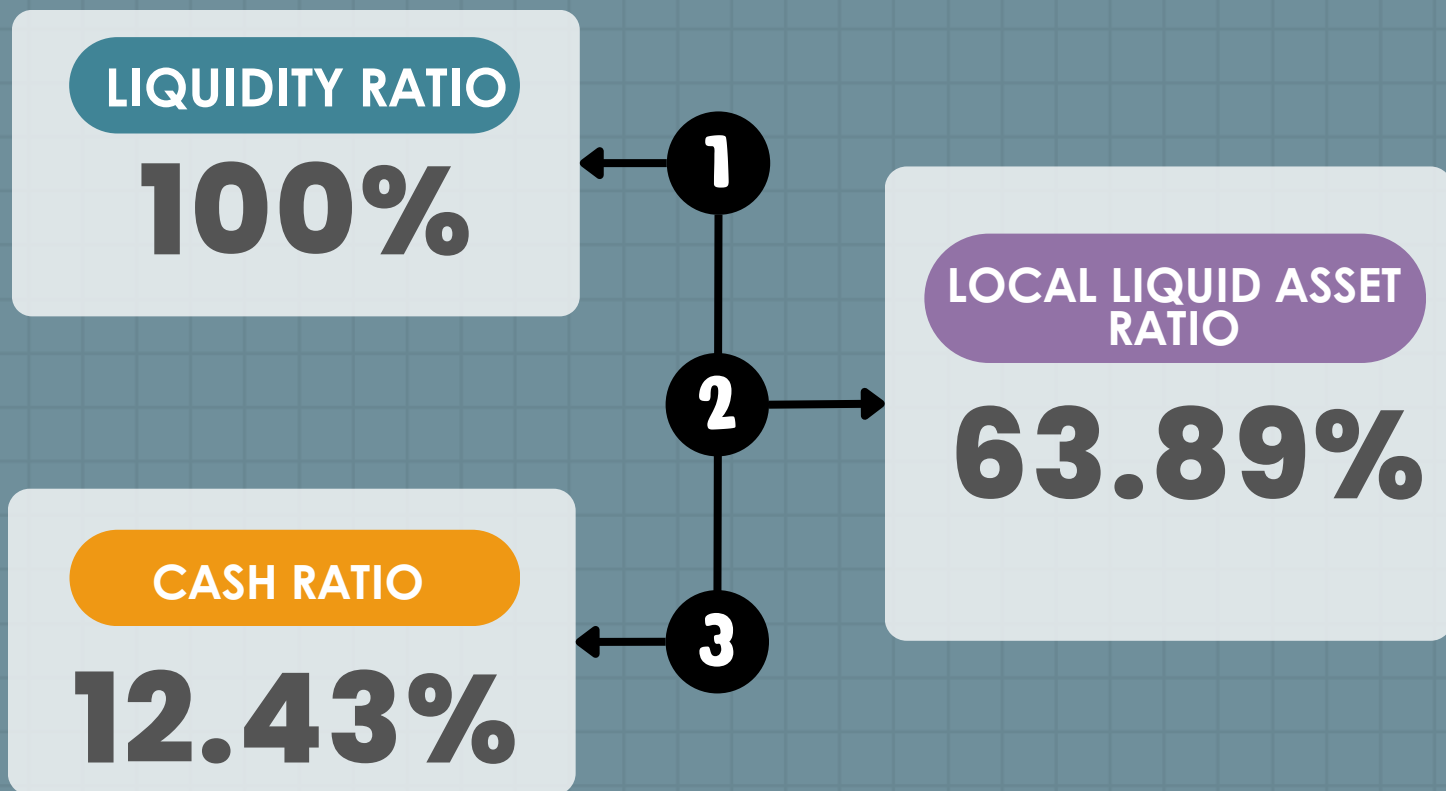 LIQUIDITY RATIO
100%
1
LOCAL LIQUID ASSET
RATIO
63.89%
2
CASH RATIO
12.43%
3